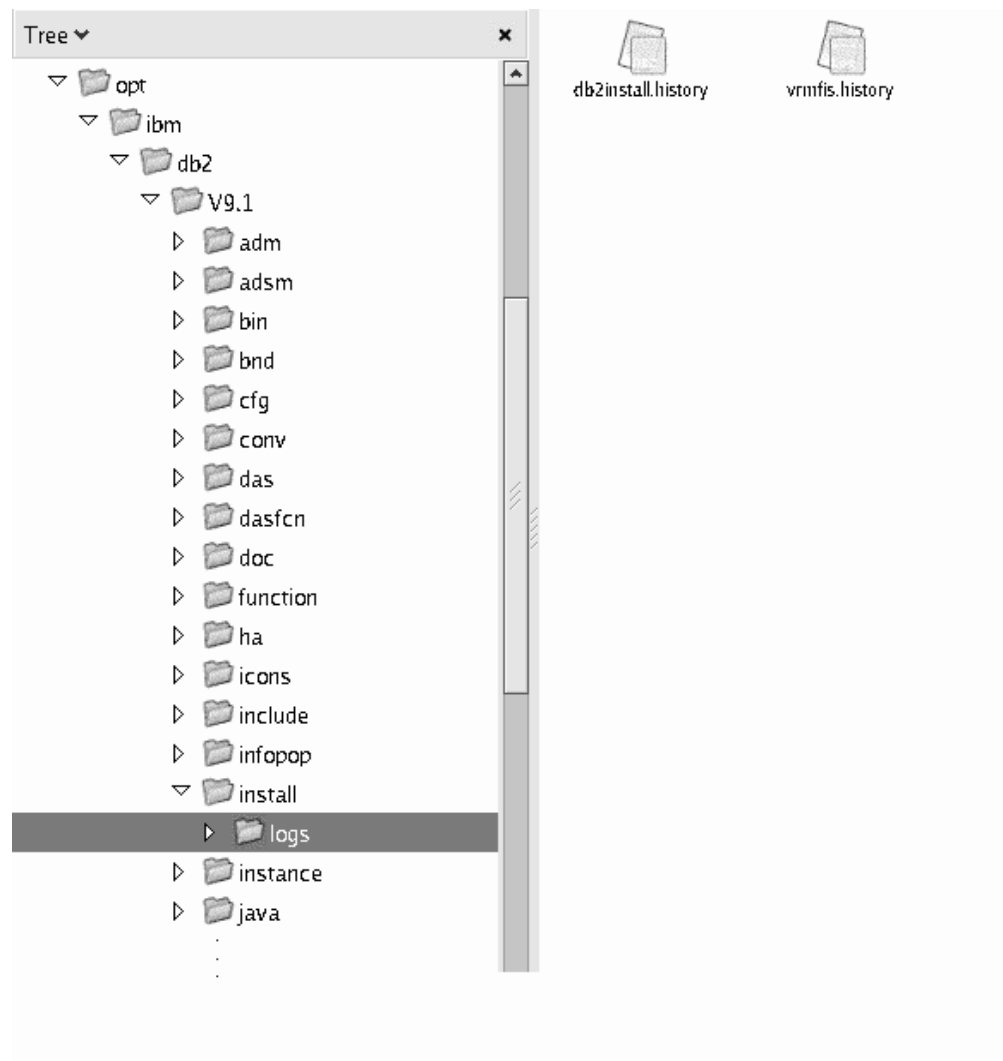 Tree
opt
ibm
db2
V9.1
adm
adsm
bin
bnd
cfg
conv
das
dasfcn
doc
function
ha
icons
include
infopop
install
logs
instance
java
db2install.history
vrmfis.history